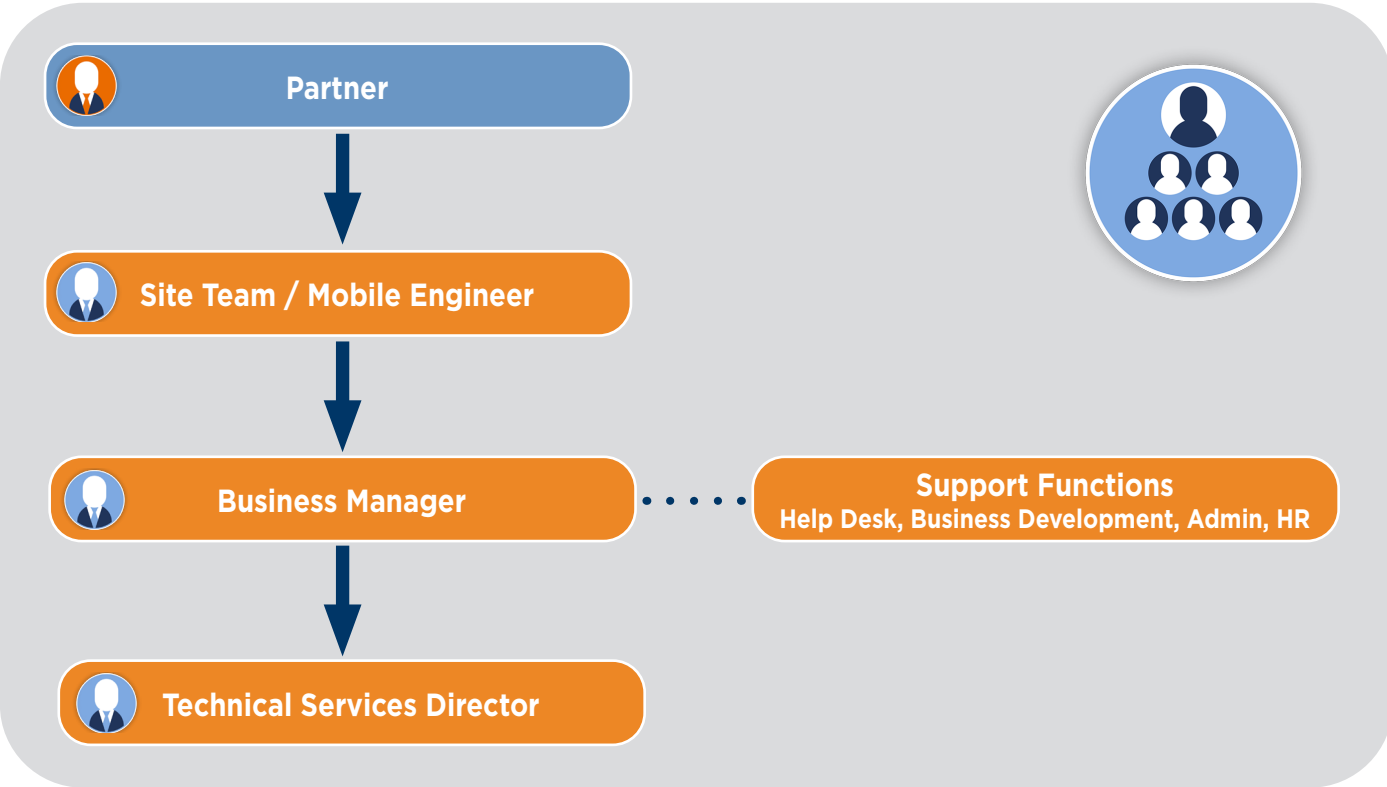 Partner
Site Team / Mobile Engineer
Business Manager
Support Functions
Help Desk, Business Development, Admin, HR
Technical Services Director